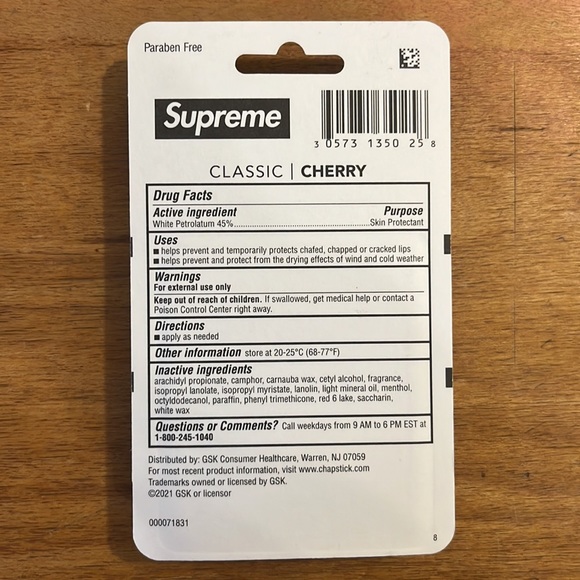 Paraben Free
Supreme
3 0573 1350 25 8
CLASSIC | CHERRY
Drug Facts
Active ingredient Purpose
White Petrolatum 45%..................................................Skin Protectant
Uses
■ helps prevent and temporarily protects chafed, chapped or cracked lips
■ helps prevent and protect from the drying effects of wind and cold weather
Warnings
For external use only
Keep out of reach of children. If swallowed, get medical help or contact a
Poison Control Center right away.
Directions
■ apply as needed
Other information store at 20-25°C (68-77°F)
Inactive ingredients
arachidyl propionate, camphor, carnauba wax, cetyl alcohol, fragrance,
isopropyl lanolate, isopropyl myristate, lanolin, light mineral oil, menthol,
octyldodecanol, paraffin, phenyl trimethicone, red 6 lake, saccharin,
white wax
Questions or Comments? Call weekdays from 9 AM to 6 PM EST at
1-800-245-1040
Distributed by: GSK Consumer Healthcare, Warren, NJ 07059
For most recent product information, visit www.chapstick.com
Trademarks owned or licensed by GSK.
©2021 GSK or licensor
000071831
8